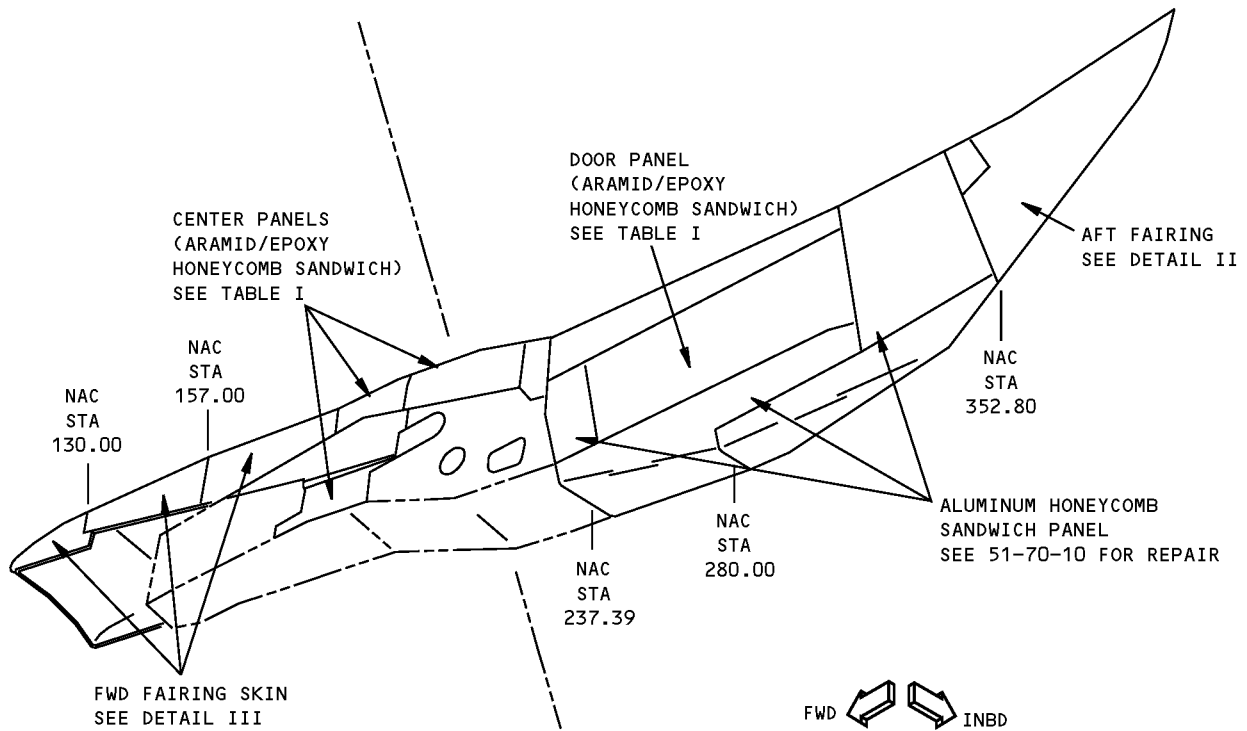 DOOR PANEL
(ARAMID/EPOXY
HONEYCOMB SANDWICH)
SEE TABLE I
CENTER PANELS
(ARAMID/EPOXY
HONEYCOMB SANDWICH)
SEE TABLE I
AFT FAIRING
SEE DETAIL II
NAC
STA
157.00
NAC
STA
352.80
NAC
STA
130.00
ALUMINUM HONEYCOMB
SANDWICH PANEL
SEE 51-70-10 FOR REPAIR
NAC
STA
280.00
NAC
STA
237.39
FWD FAIRING SKIN
SEE DETAIL III
FWD
INBD